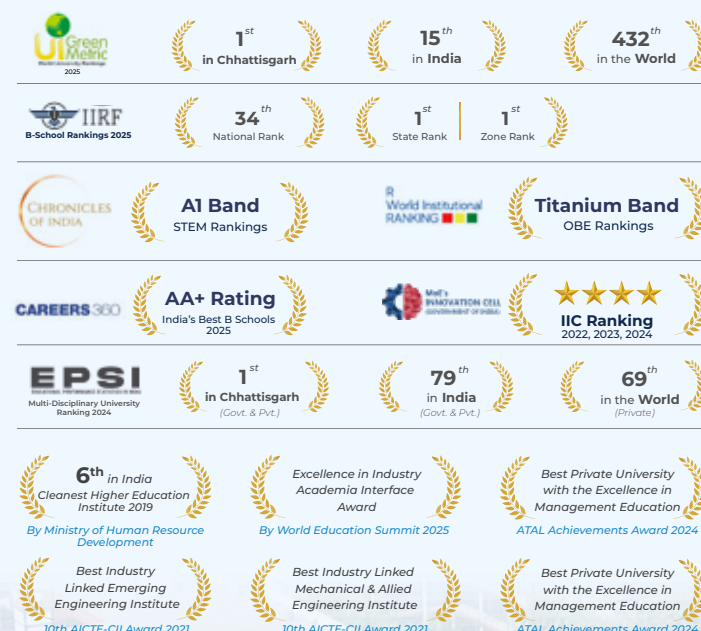 UI Green
Metric
World University Rankings
2025
1st
in Chhattisgarh
15th
in India
432th
in the World
IIRF
B-School Rankings 2025
34th
National Rank
1st
State Rank
1st
Zone Rank
CHRONICLES
OF INDIA
A1 Band
STEM Rankings
R
World Institutional
RANKING
Titanium Band
OBE Rankings
CAREERS360
AA+ Rating
India's Best B Schools
2025
MoE's
INNOVATION CELL
(GOVERNMENT OF INDIA)
IIC Ranking
2022, 2023, 2024
EPSI
Multi-Disciplinary University
Ranking 2024
1st
in Chhattisgarh
(Govt. & Pvt.)
79th
in India
(Govt. & Pvt.)
69th
in the World
(Private)
6th in India
Cleanest Higher Education
Institute 2019
By Ministry of Human Resource
Development
Excellence in Industry
Academia Interface
Award
By World Education Summit 2025
Best Private University
with the Excellence in
Management Education
ATAL Achievements Award 2024
Best Industry
Linked Emerging
Engineering Institute
10th AICTE-CII Award 2021
Best Industry Linked
Mechanical & Allied
Engineering Institute
10th AICTE-CII Award 2021
Best Private University
with the Excellence in
Management Education
ATAL Achievements Award 2024